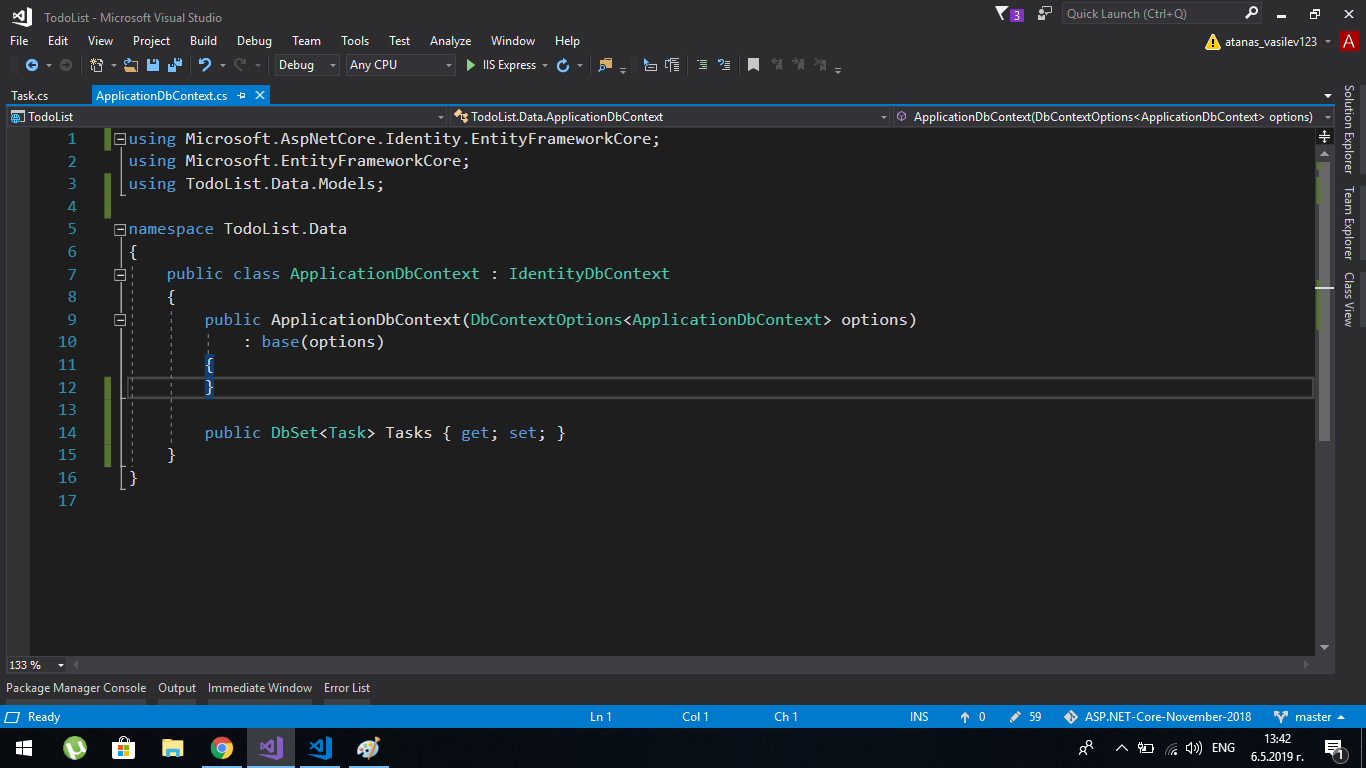 TodoList - Microsoft Visual Studio
3
Quick Launch (Ctrl+Q)
File Edit View Project Build Debug Team Tools Test Analyze Window Help
atanas_vasilev123 A
Debug Any CPU IIS Express
Task.cs ApplicationDbContext.cs
TodoList TodoList.Data.ApplicationDbContext ApplicationDbContext(DbContextOptions<ApplicationDbContext> options)
1 using Microsoft.AspNetCore.Identity.EntityFrameworkCore;
2 using Microsoft.EntityFrameworkCore;
3 using TodoList.Data.Models;
4
5 namespace TodoList.Data
6 {
7 public class ApplicationDbContext : IdentityDbContext
8 {
9 public ApplicationDbContext(DbContextOptions<ApplicationDbContext> options)
10 : base(options)
11 {
12 }
13
14 public DbSet<Task> Tasks { get; set; }
15 }
16 }
17
Solution Explorer
Team Explorer
Class View
133 %
Package Manager Console Output Immediate Window Error List
Ready Ln 1 Col 1 Ch 1 INS 0 59 ASP.NET-Core-November-2018 master
ENG 13:42
6.5.2019 г.
1